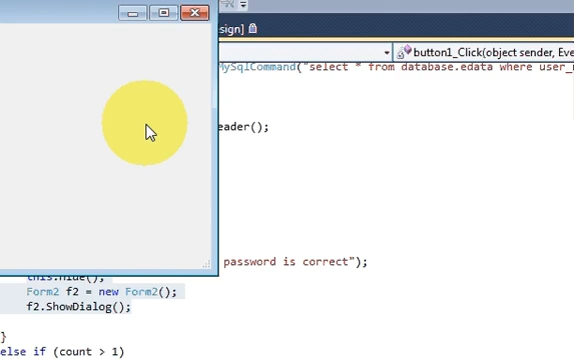 sign]
button1_Click(object sender, Eve
MySqlCommand("select * from database.edata where user_n
eader();
password is correct");
this.hide();
Form2 f2 = new Form2();
f2.ShowDialog();
}
else if (count > 1)